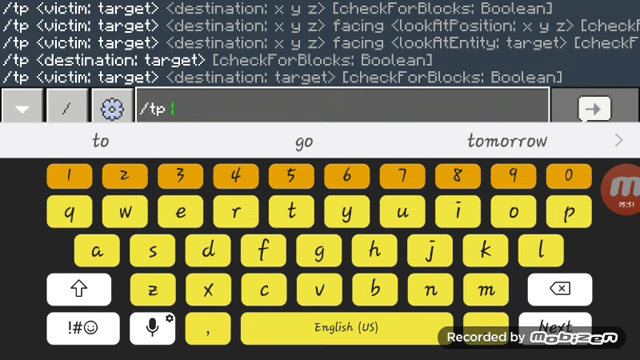 /tp <victim: target> <destination: x y z> [checkForBlocks: Boolean]
/tp <victim: target> <destination: x y z> facing <lookAtPosition: x y z> [checkFo
/tp <victim: target> <destination: x y z> facing <lookAtEntity: target> [checkFo
/tp <destination: target> [checkForBlocks: Boolean]
/tp <victim: target> <destination: target> [checkForBlocks: Boolean]
/ /tp
to go tomorrow
1 2 3 4 5 6 7 8 9 0
q w e r t y u i o p
a s d f g h j k l
z x c v b n m
!#☺ , English (US) Next
Recorded by mobizen
M
05:51